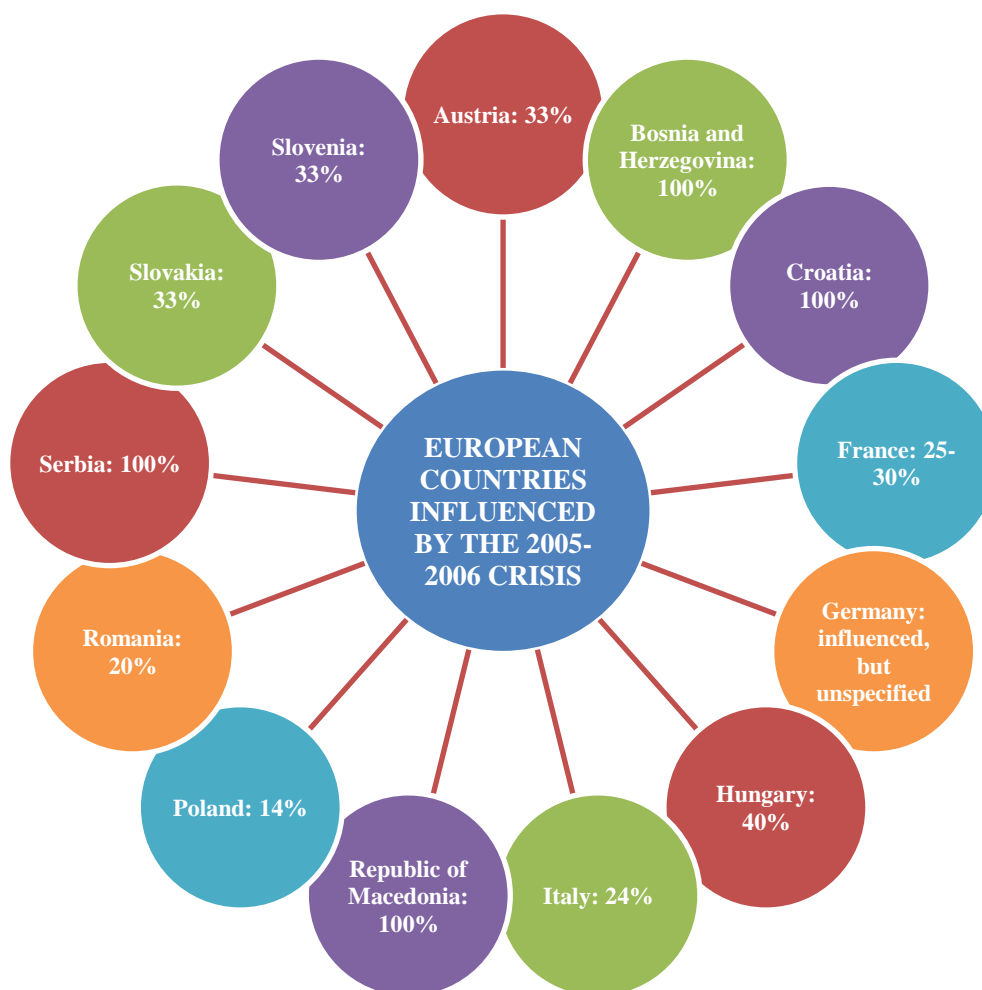 EUROPEAN
COUNTRIES
INFLUENCED
BY THE 2005-
2006 CRISIS
Austria: 33%
Bosnia and
Herzegovina:
100%
Croatia:
100%
France: 25-
30%
Germany:
influenced,
but
unspecified
Hungary:
40%
Italy: 24%
Republic of
Macedonia:
100%
Poland: 14%
Romania:
20%
Serbia: 100%
Slovakia:
33%
Slovenia:
33%